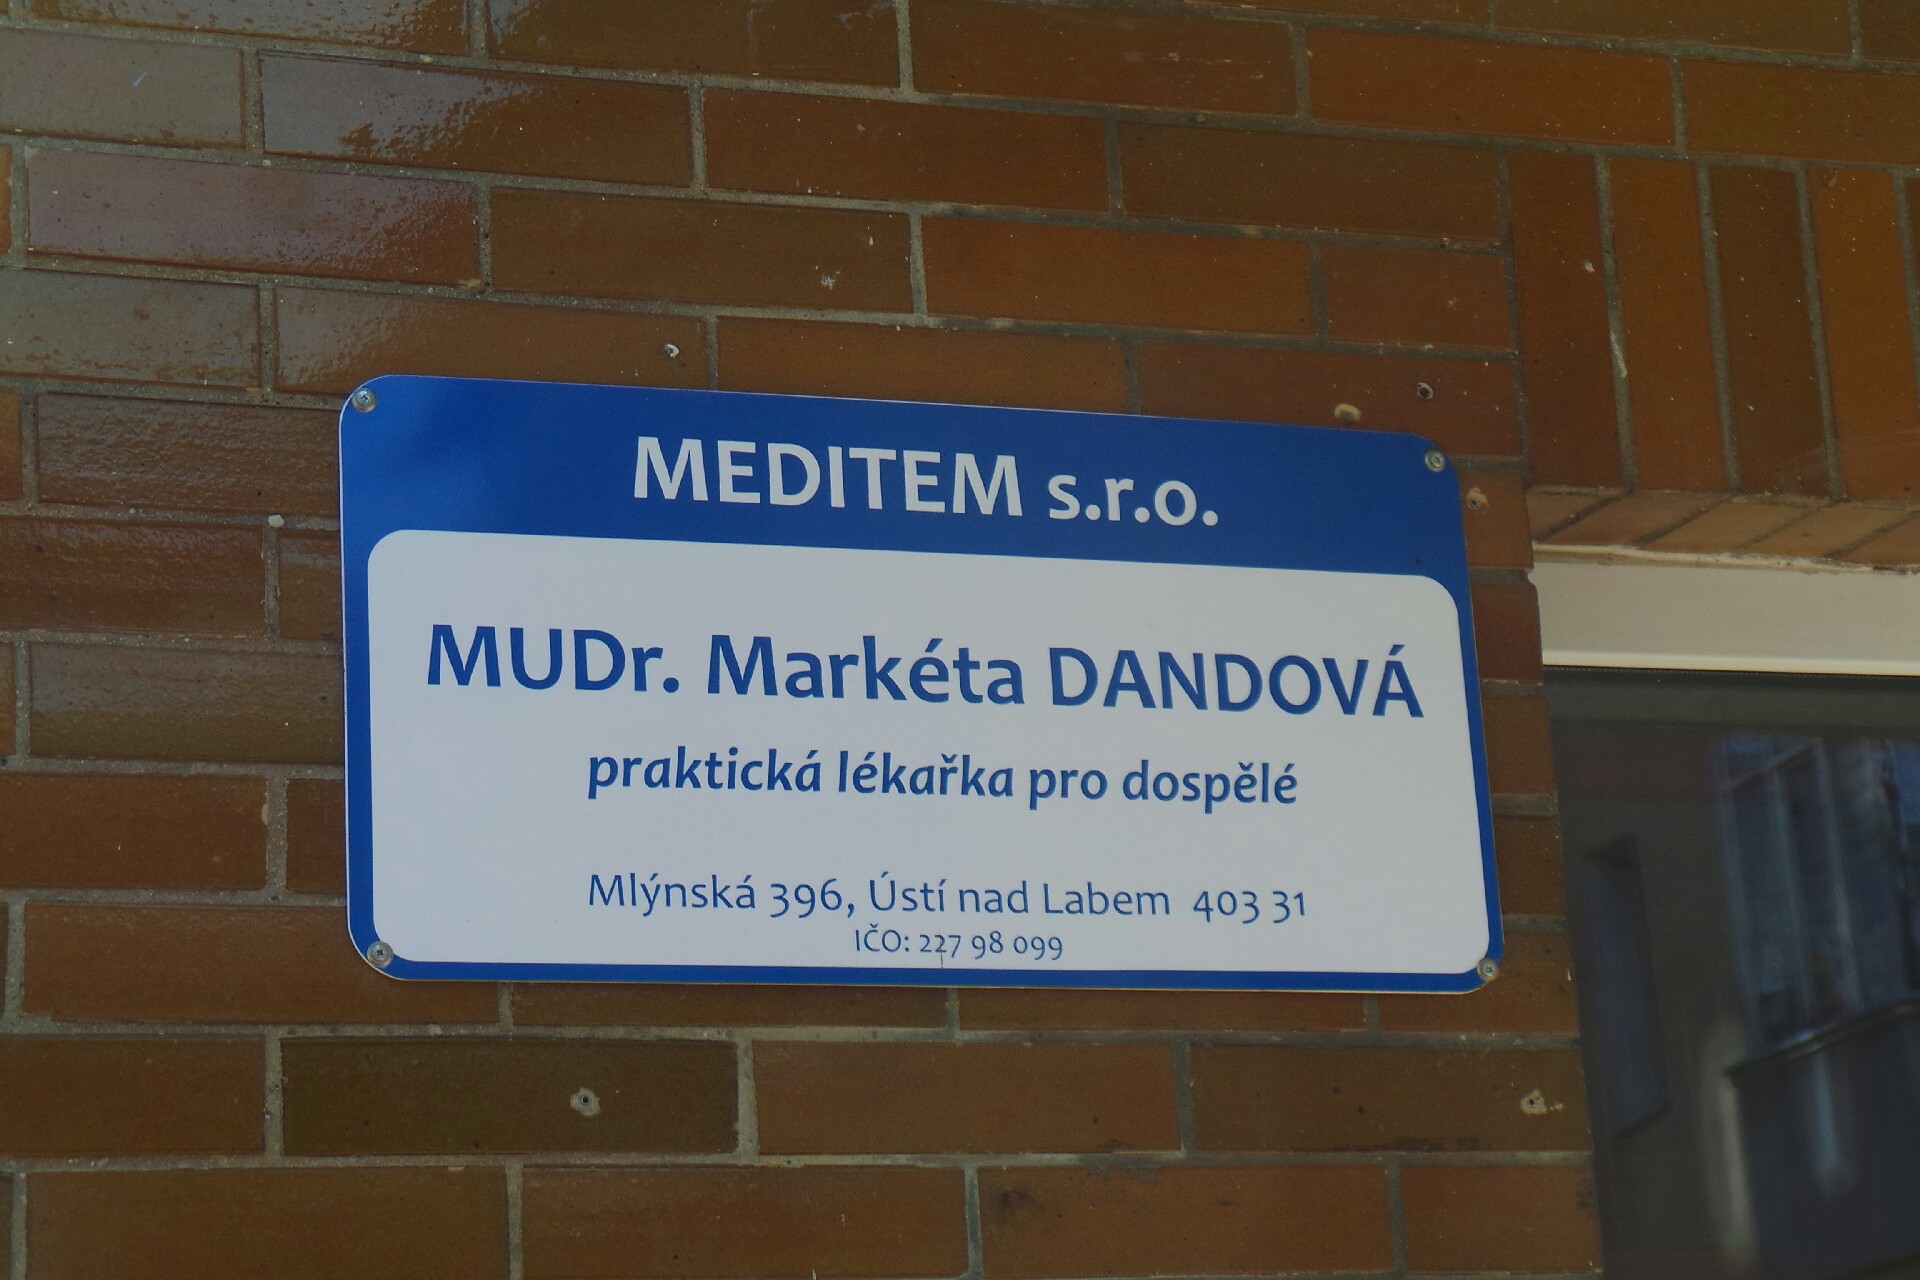 MEDITEM s.r.o.
MUDr. Markéta DANDOVÁ
praktická lékařka pro dospělé
Mlýnská 396, Ústí nad Labem 403 31
IČO: 227 98 099